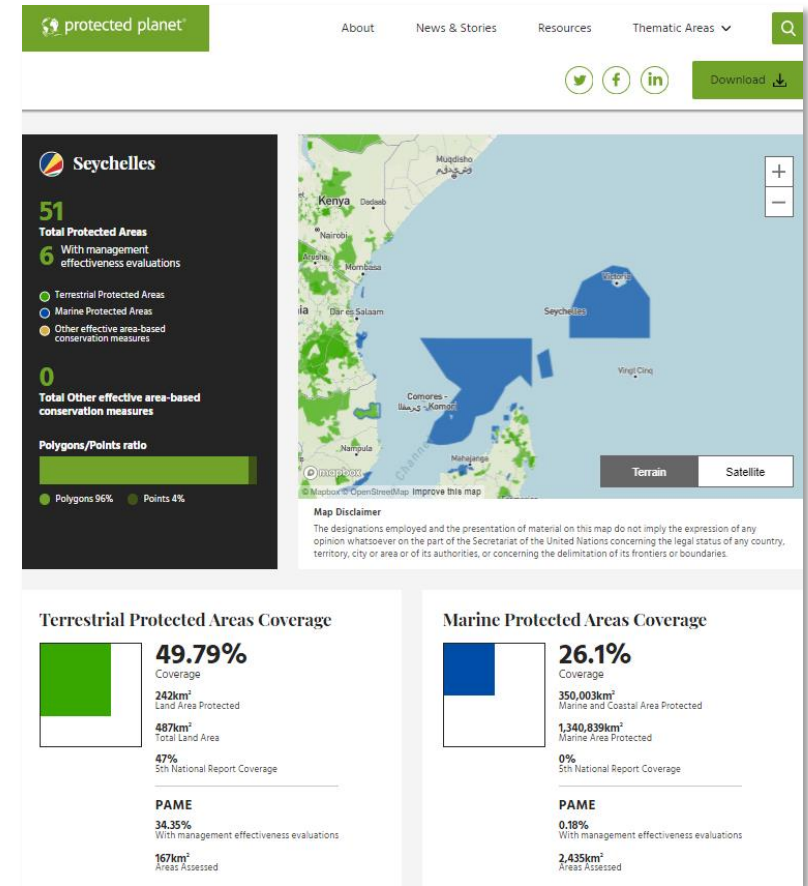 protected planet
About
News & Stories
Resources
Thematic Areas
Download
Seychelles
51
Total Protected Areas
6 With management
effectiveness evaluations
Terrestrial Protected Areas
Marine Protected Areas
Other effective area-based
conservation measures
0
Total Other effective area-based
conservation measures
Polygons/Points ratio
Polygons 96%
Points 4%
Muqdisho
Kenya
Dadaab
Nairobi
Arusha
Mombasa
Dar es Salaam
Victoria
Seychelles
Vingt Cinq
Comores -
Komori
Channel
Nampula
Mahajanga
mapbox
© Mapbox © OpenStreetMap Improve this map
+
−
Terrain
Satellite
Map Disclaimer
The designations employed and the presentation of material on this map do not imply the expression of any
opinion whatsoever on the part of the Secretariat of the United Nations concerning the legal status of any country,
territory, city or area or of its authorities, or concerning the delimitation of its frontiers or boundaries.
Terrestrial Protected Areas Coverage
49.79%
Coverage
242km²
Land Area Protected
487km²
Total Land Area
47%
5th National Report Coverage
PAME
34.35%
With management effectiveness evaluations
167km²
Areas Assessed
Marine Protected Areas Coverage
26.1%
Coverage
350,003km²
Marine and Coastal Area Protected
1,340,839km²
Marine Area Protected
0%
5th National Report Coverage
PAME
0.18%
With management effectiveness evaluations
2,435km²
Areas Assessed